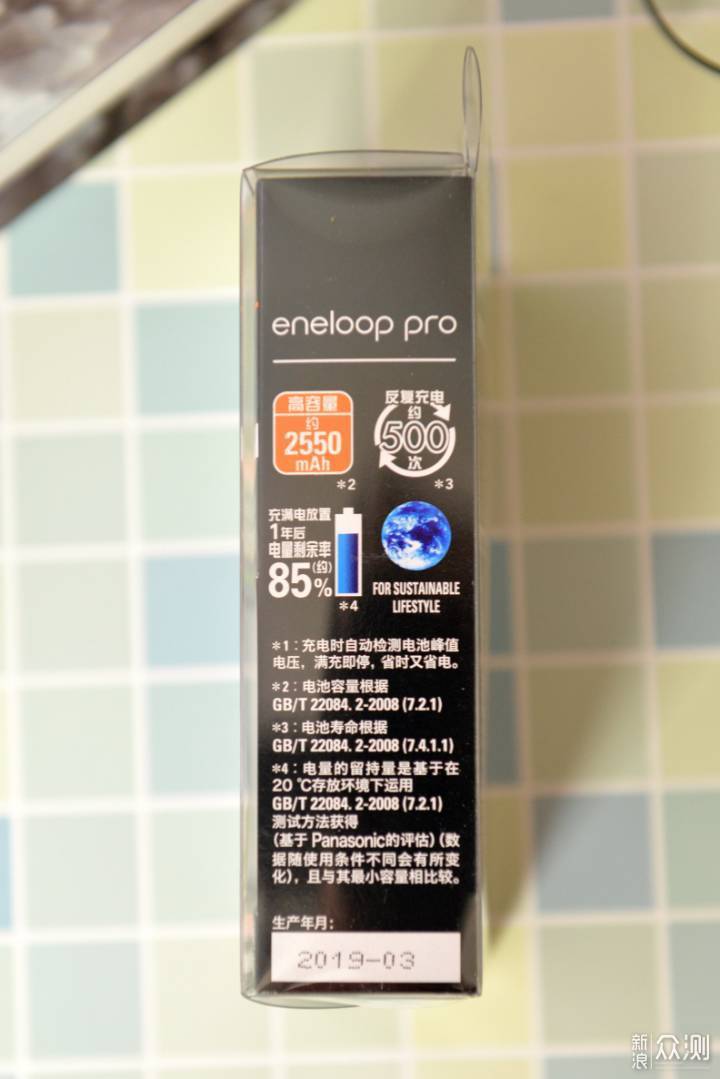 eneloop pro
高容量
约
2550
mAh
*2
反复充电
约
500
次
*3
充满电放置
1年后
电量剩余率
(约)
85%
*4
FOR SUSTAINABLE
LIFESTYLE
*1：充电时自动检测电池峰值
电压，满充即停，省时又省电。
*2：电池容量根据
GB/T 22084. 2-2008 (7.2.1)
*3：电池寿命根据
GB/T 22084. 2-2008 (7.4.1.1)
*4：电量的留持量是基于在
20 ℃存放环境下运用
GB/T 22084. 2-2008 (7.2.1)
测试方法获得
(基于 Panasonic的评估) (数
据随使用条件不同会有所变
化)，且与其最小容量相比较。
生产年月：
2019-03
新浪
众测